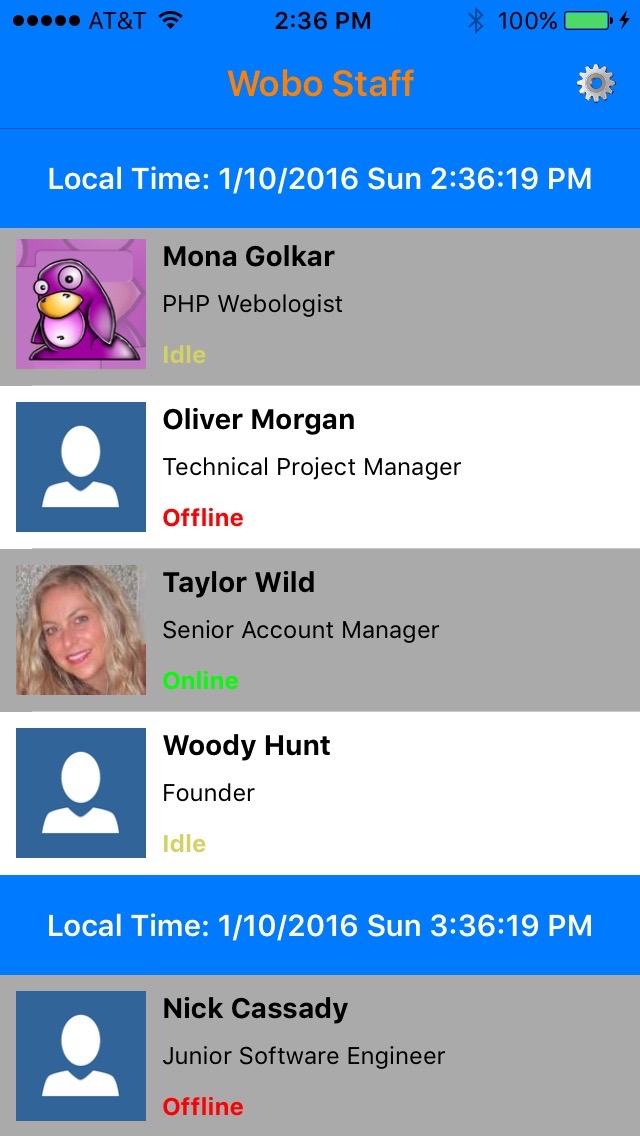 AT&T 2:36 PM 100%
Wobo Staff
Local Time: 1/10/2016 Sun 2:36:19 PM
Mona Golkar
PHP Webologist
Idle
Oliver Morgan
Technical Project Manager
Offline
Taylor Wild
Senior Account Manager
Online
Woody Hunt
Founder
Idle
Local Time: 1/10/2016 Sun 3:36:19 PM
Nick Cassady
Junior Software Engineer
Offline